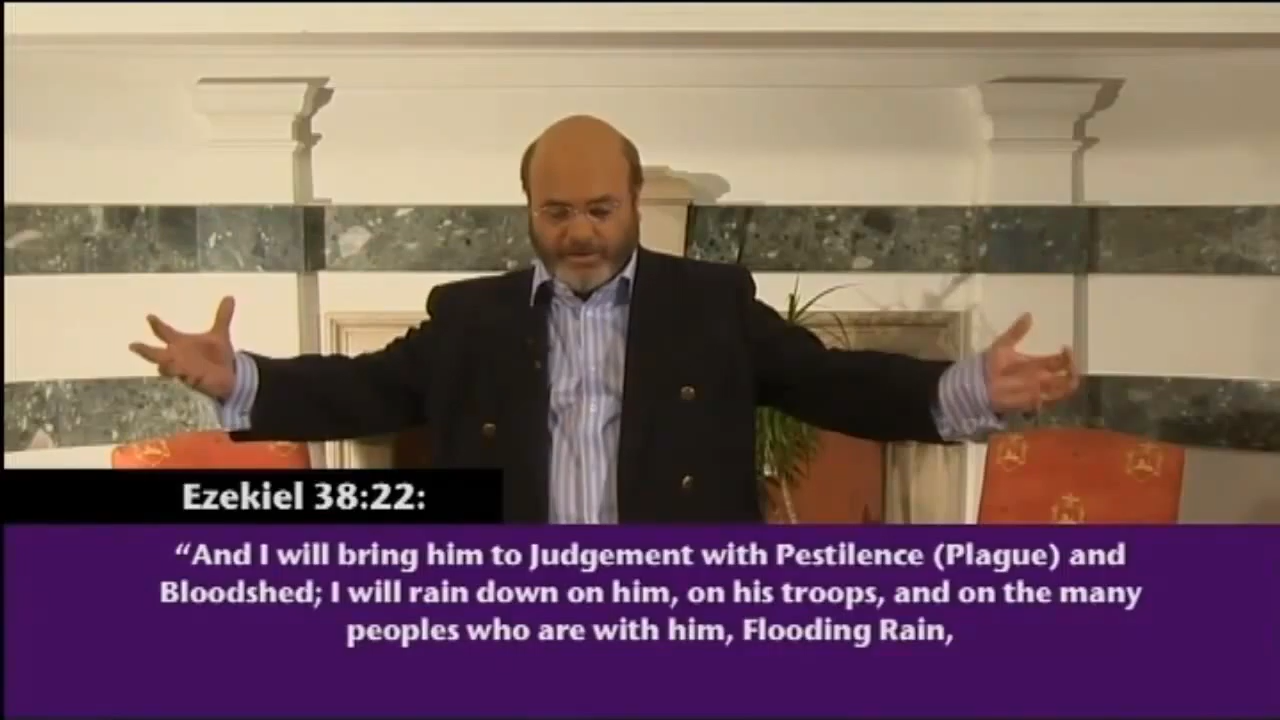 Ezekiel 38:22:
“And I will bring him to Judgement with Pestilence (Plague) and
Bloodshed; I will rain down on him, on his troops, and on the many
peoples who are with him, Flooding Rain,